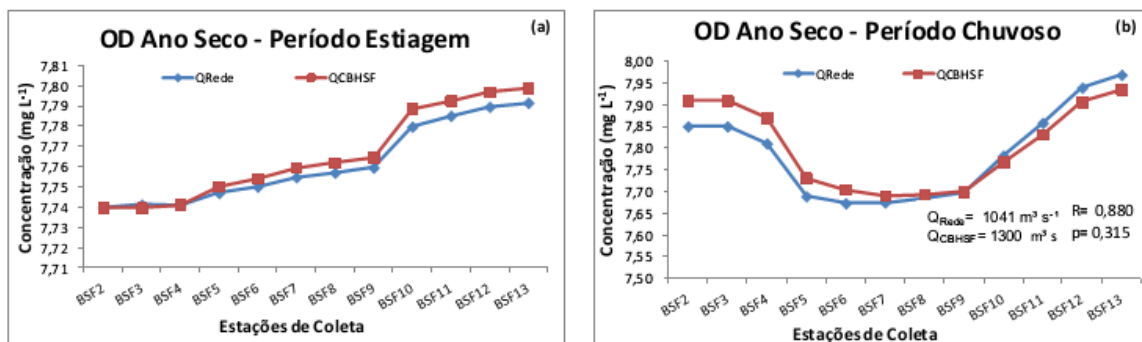 OD Ano Seco - Período Estiagem
(a)
QRede
QCBHSF
Concentração (mg L⁻¹)
7,81
7,80
7,79
7,78
7,77
7,76
7,75
7,74
7,73
7,72
7,71
BSF2 BSF3 BSF4 BSF5 BSF6 BSF7 BSF8 BSF9 BSF10 BSF11 BSF12 BSF13
Estações de Coleta
OD Ano Seco - Período Chuvoso
(b)
QRede
QCBHSF
Concentração (mg L⁻¹)
8,00
7,95
7,90
7,85
7,80
7,75
7,70
7,65
7,60
7,55
7,50
Q_Rede= 1041 m³ s⁻¹ R= 0,880
Q_CBHSF= 1300 m³ s p= 0,315
BSF2 BSF3 BSF4 BSF5 BSF6 BSF7 BSF8 BSF9 BSF10 BSF11 BSF12 BSF13
Estações de Coleta